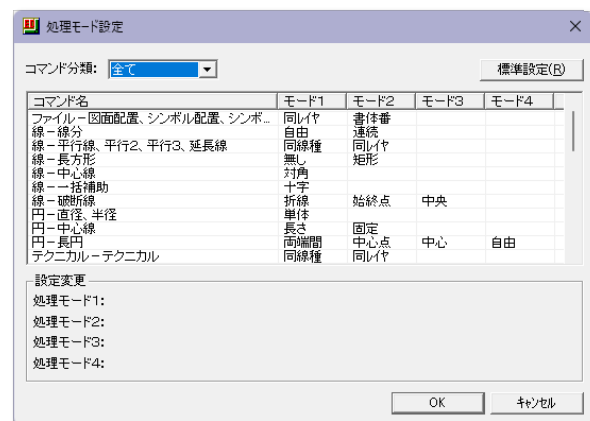 処理モード設定
コマンド分類: 全て 標準設定(R)
コマンド名 モード1 モード2 モード3 モード4
ファイル－図面配置、シンボル配置、シンボ... 同レイヤ 書体番
線－線分 自由 連続
線－平行線、平行2、平行3、延長線 同線種 同レイヤ
線－長方形 無し 矩形
線－中心線 対角
線－一括補助 十字
線－破断線 折線 始終点 中央
円－直径、半径 単体
円－中心線 長さ 固定
円－長円 両端間 中心点 中心 自由
テクニカル－テクニカル 同線種 同レイヤ
設定変更
処理モード1:
処理モード2:
処理モード3:
処理モード4:
OK キャンセル